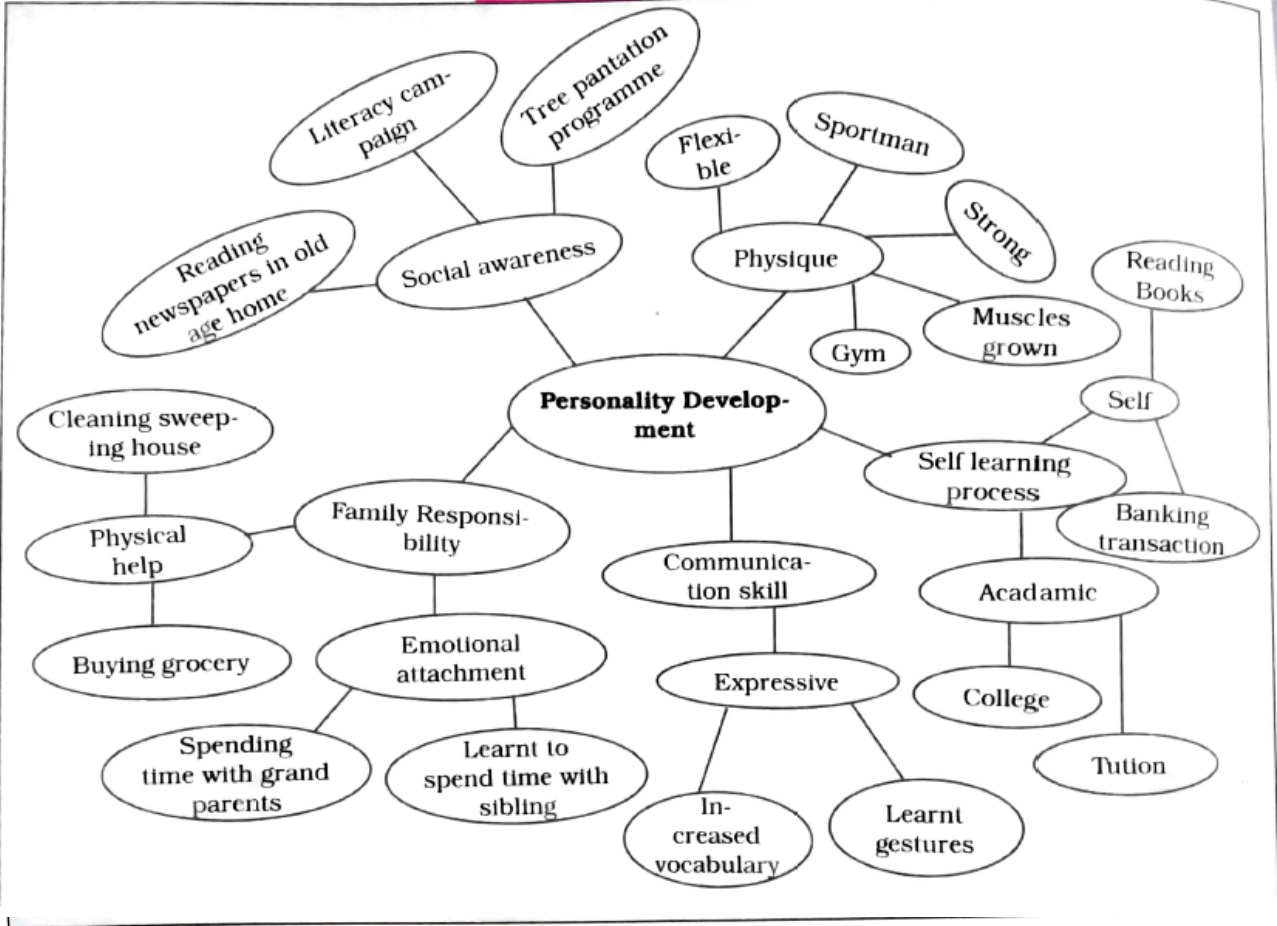 Literacy cam-
paign
Tree pantation
programme
Reading
newspapers in old
age home
Social awareness
Flexi-
ble
Sportman
Strong
Physique
Muscles
grown
Gym
Reading
Books
Self
Personality Develop-
ment
Self learning
process
Banking
transaction
Acadamic
College
Tution
Cleaning sweep-
ing house
Physical
help
Buying grocery
Family Responsi-
bility
Emotional
attachment
Spending
time with grand
parents
Learnt to
spend time with
sibling
Communica-
tion skill
Expressive
In-
creased
vocabulary
Learnt
gestures